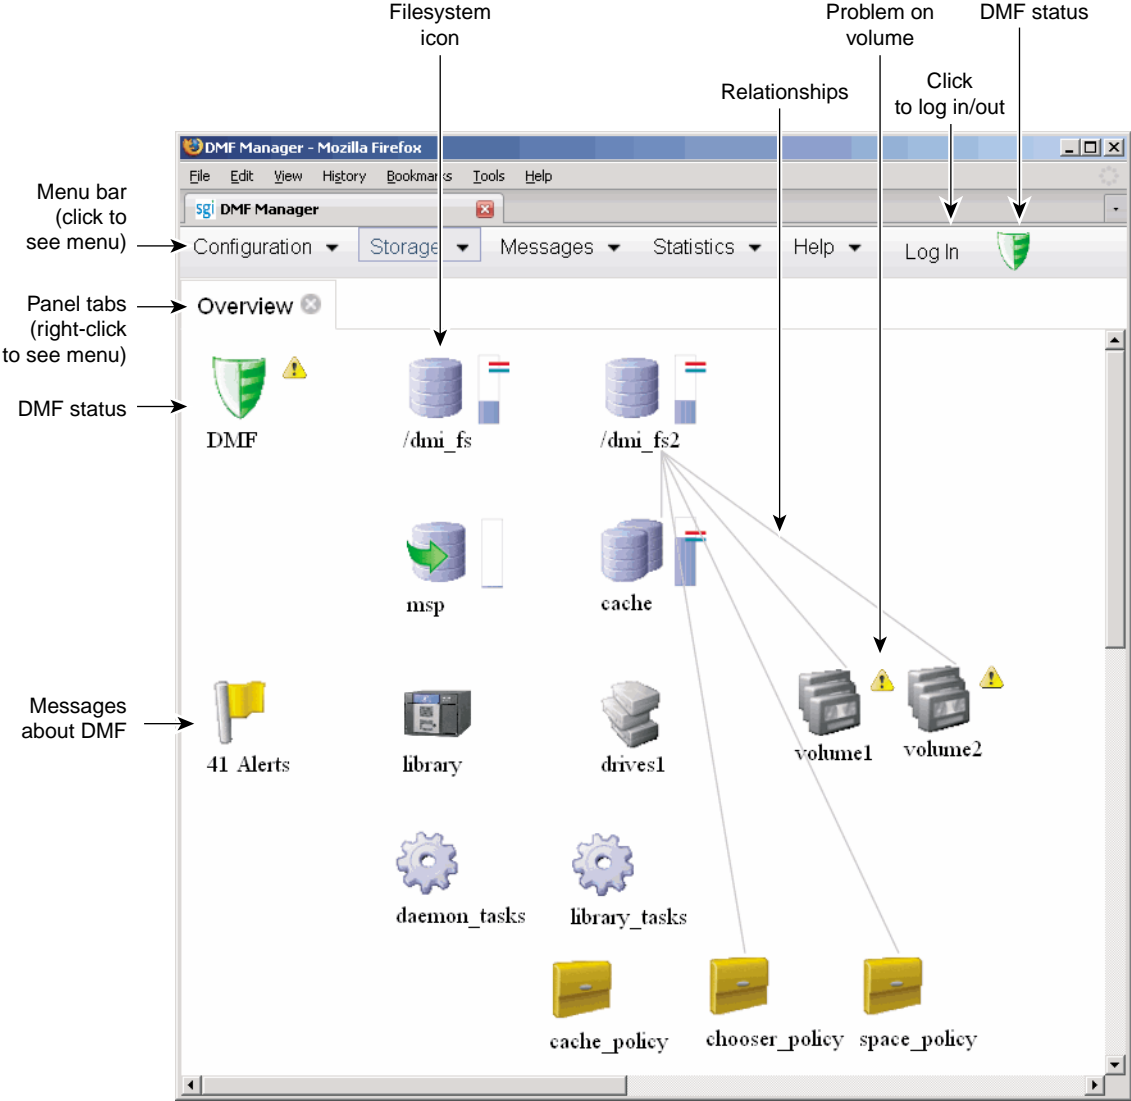 Filesystem
icon
Problem on
volume
DMF status
Relationships
Click
to log in/out
DMF Manager - Mozilla Firefox
File Edit View History Bookmarks Tools Help
sgi DMF Manager
Menu bar
(click to
see menu)
Configuration Storage Messages Statistics Help Log In
Panel tabs
(right-click
to see menu)
Overview
DMF status
DMF /dmi_fs /dmi_fs2
msp cache
Messages
about DMF
41 Alerts library drives1 volume1 volume2
daemon_tasks library_tasks
cache_policy chooser_policy space_policy